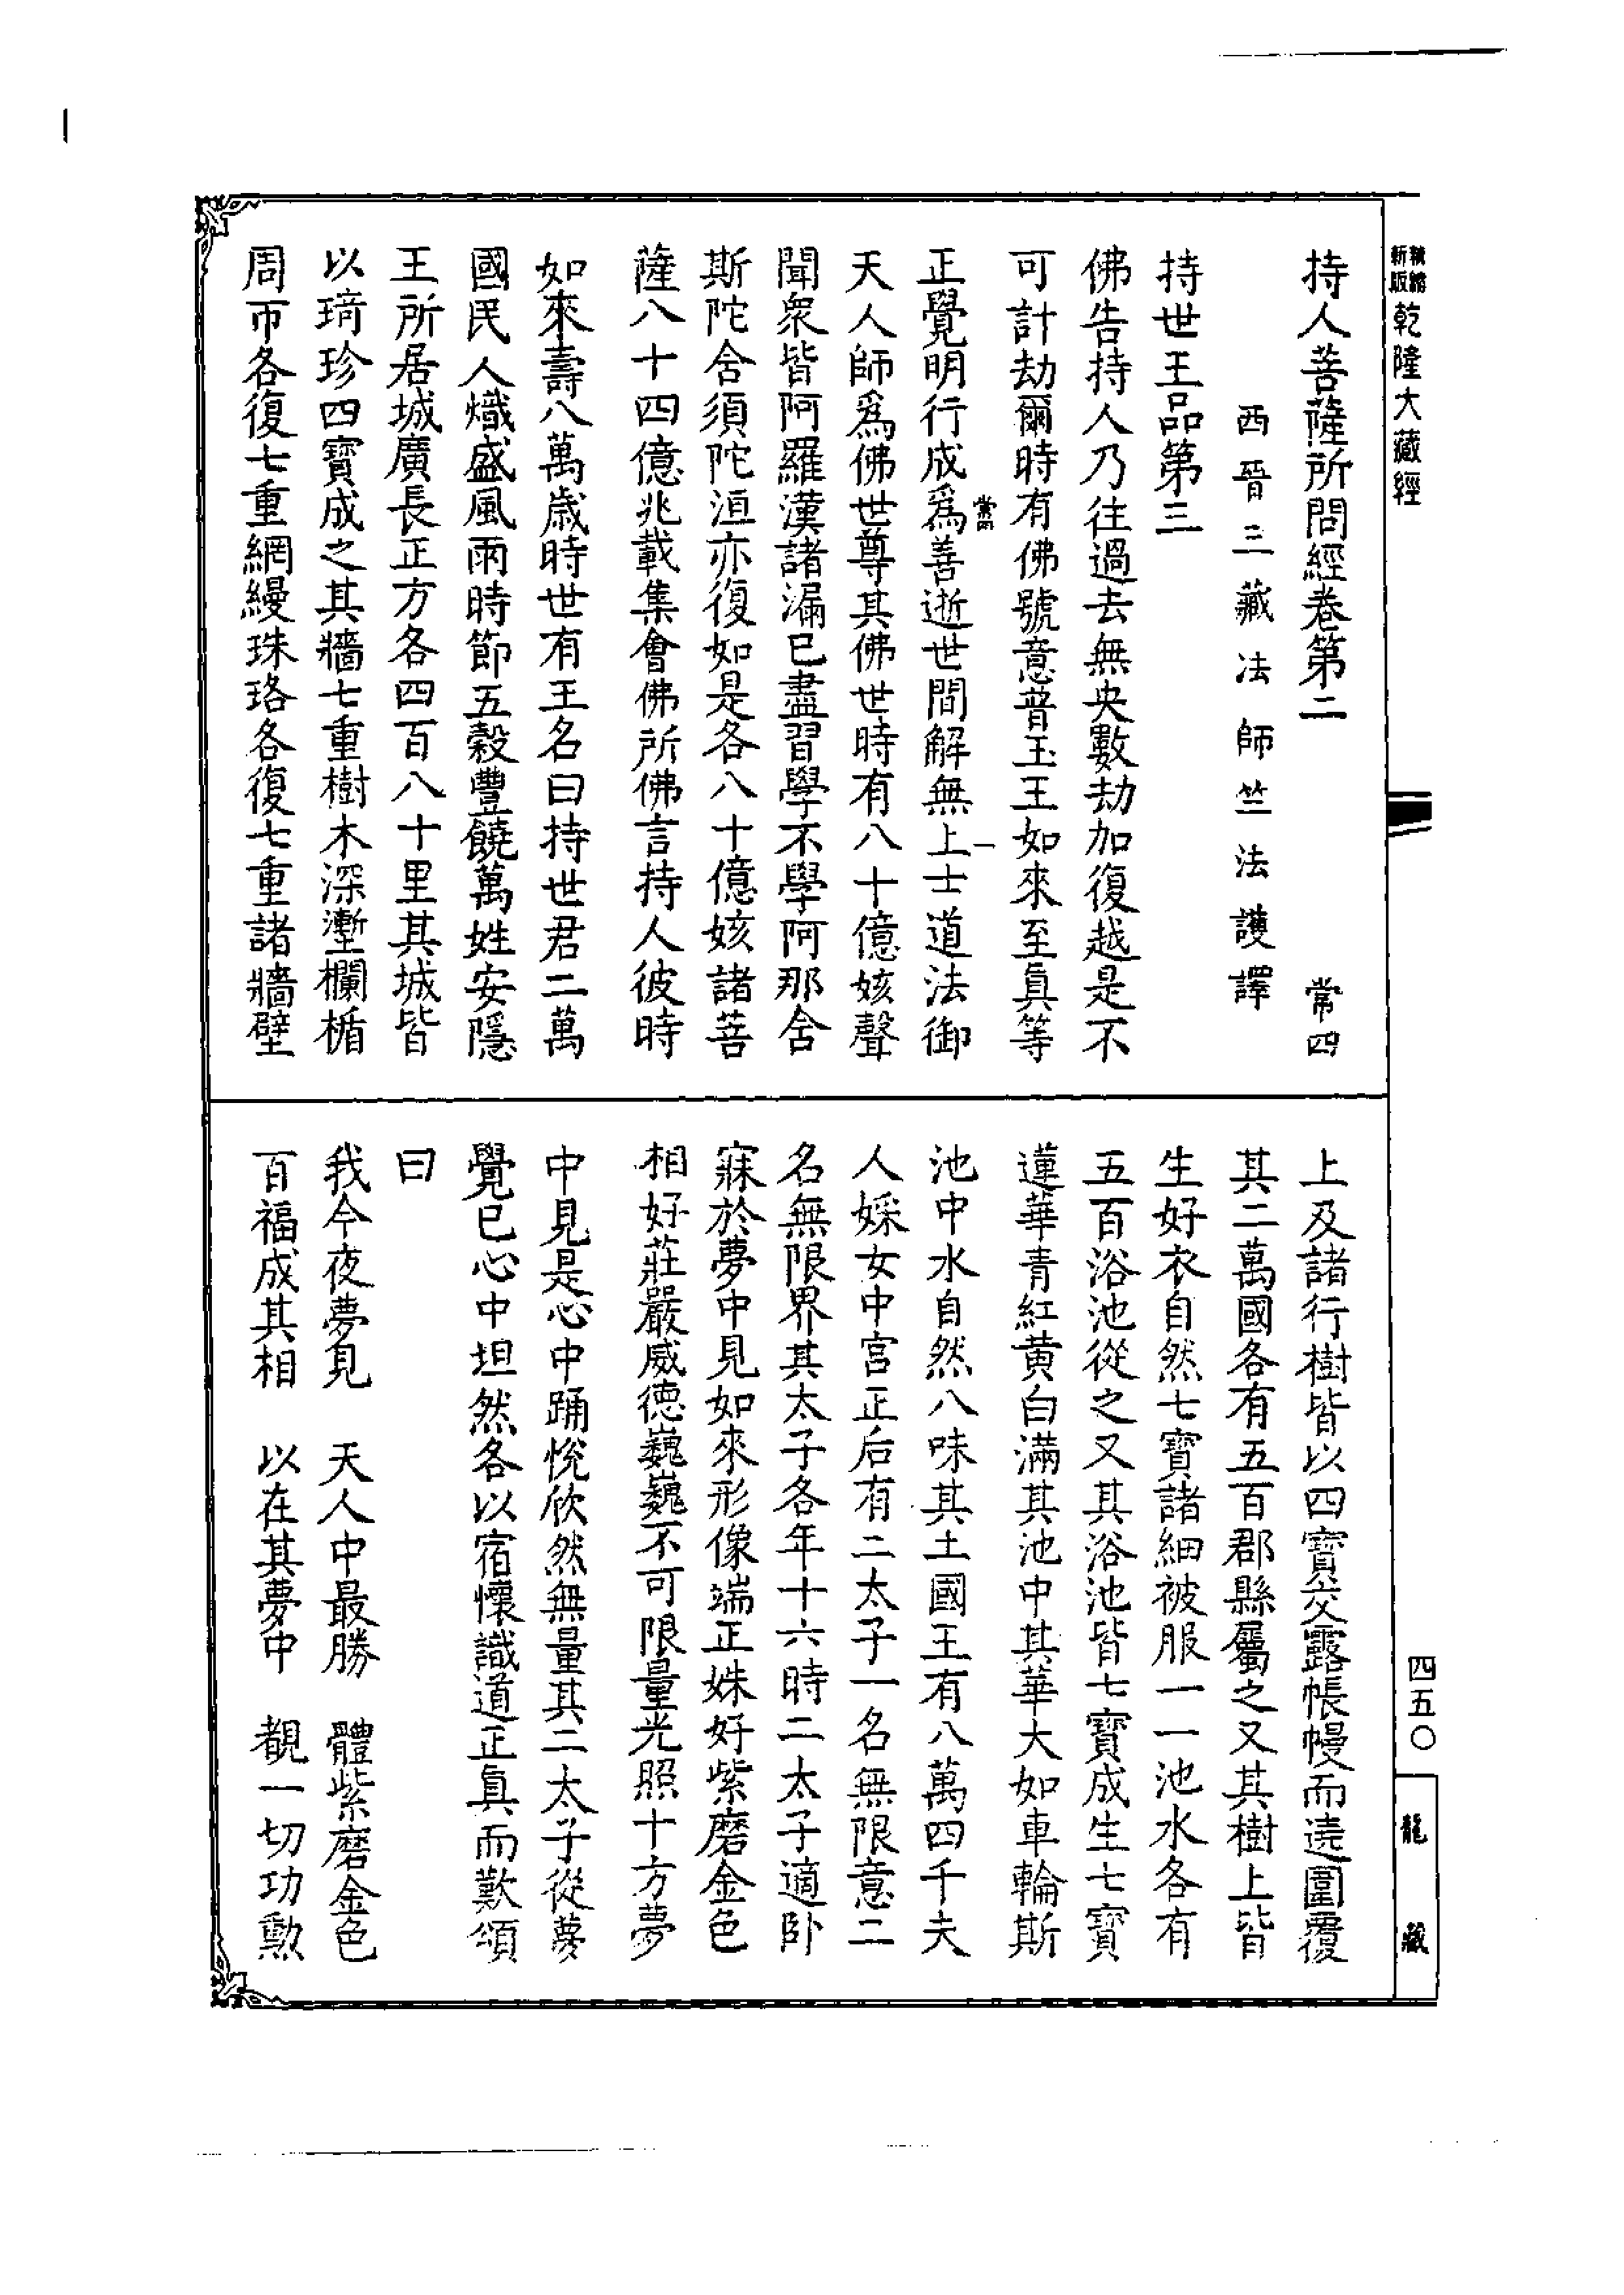 新版精縮乾隆大藏經
持人菩薩所問經卷第二 常四
西晉三藏法師竺法護譯
持世王品第三
佛告持人乃往過去無央數劫加復越是不
可計劫爾時有佛號意普玉王如來至真等
正覺明行成爲善逝世間解無上士道法御
天人師爲佛世尊其佛世時有八十億姟聲
聞衆皆阿羅漢諸漏已盡習學不學阿那含
斯陀含須陀洹亦復如是各八十億姟諸菩
薩八十四億兆載集會佛所佛言持人彼時
如來壽八萬歲時世有王名曰持世君二萬
國民人熾盛風雨時節五穀豐饒萬姓安隱
王所居城廣長正方各四百八十里其城皆
以琦珍四寶成之其牆七重樹木深壍欄楯
周帀各復七重網縵珠珞各復七重諸牆壁
上及諸行樹皆以四寶交露帳幔而遶圍覆
其二萬國各有五百郡縣屬之又其樹上皆
生好衣自然七寶諸細被服一一池水各有
五百浴池從之又其浴池皆七寶成生七寶
蓮華青紅黄白滿其池中其華大如車輪斯
池中水自然八味其土國王有八萬四千夫
人婇女中宮正后有二太子一名無限意二
名無限界其太子各年十六時二太子適卧
寐於夢中見如來形像端正姝好紫磨金色
相好莊嚴威德巍巍不可限量光照十方夢
中見是心中踊悅欣然無量其二太子從夢
覺已心中坦然各以宿懷識道正真而歎頌
曰
我今夜夢見 天人中最勝 體紫磨金色
百福成其相 以在其夢中 覩一切功勲
四五〇
龍藏